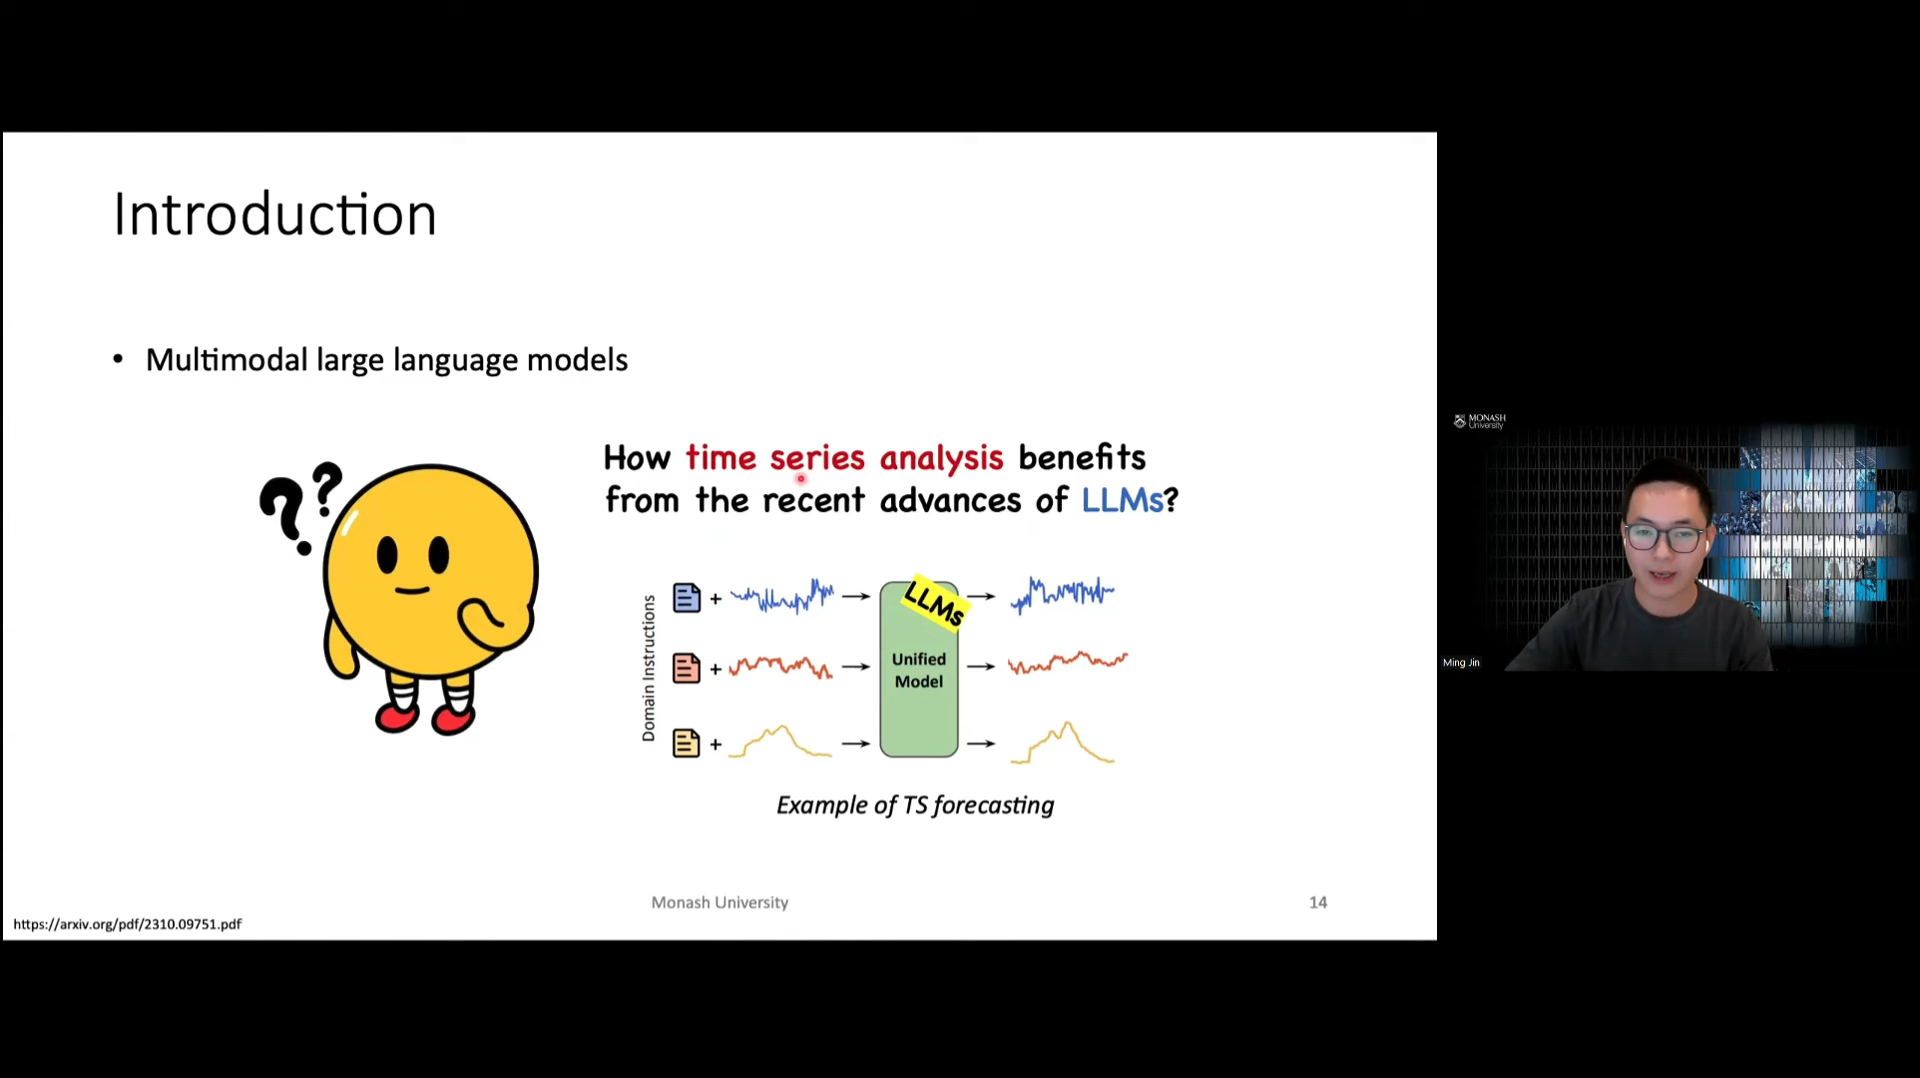 Introduction
• Multimodal large language models
? ?
How time series analysis benefits
from the recent advances of LLMs?
Domain Instructions
+
+
+
LLMs
Unified
Model
Example of TS forecasting
Monash University
14
https://arxiv.org/pdf/2310.09751.pdf
MONASH
University
Ming Jin